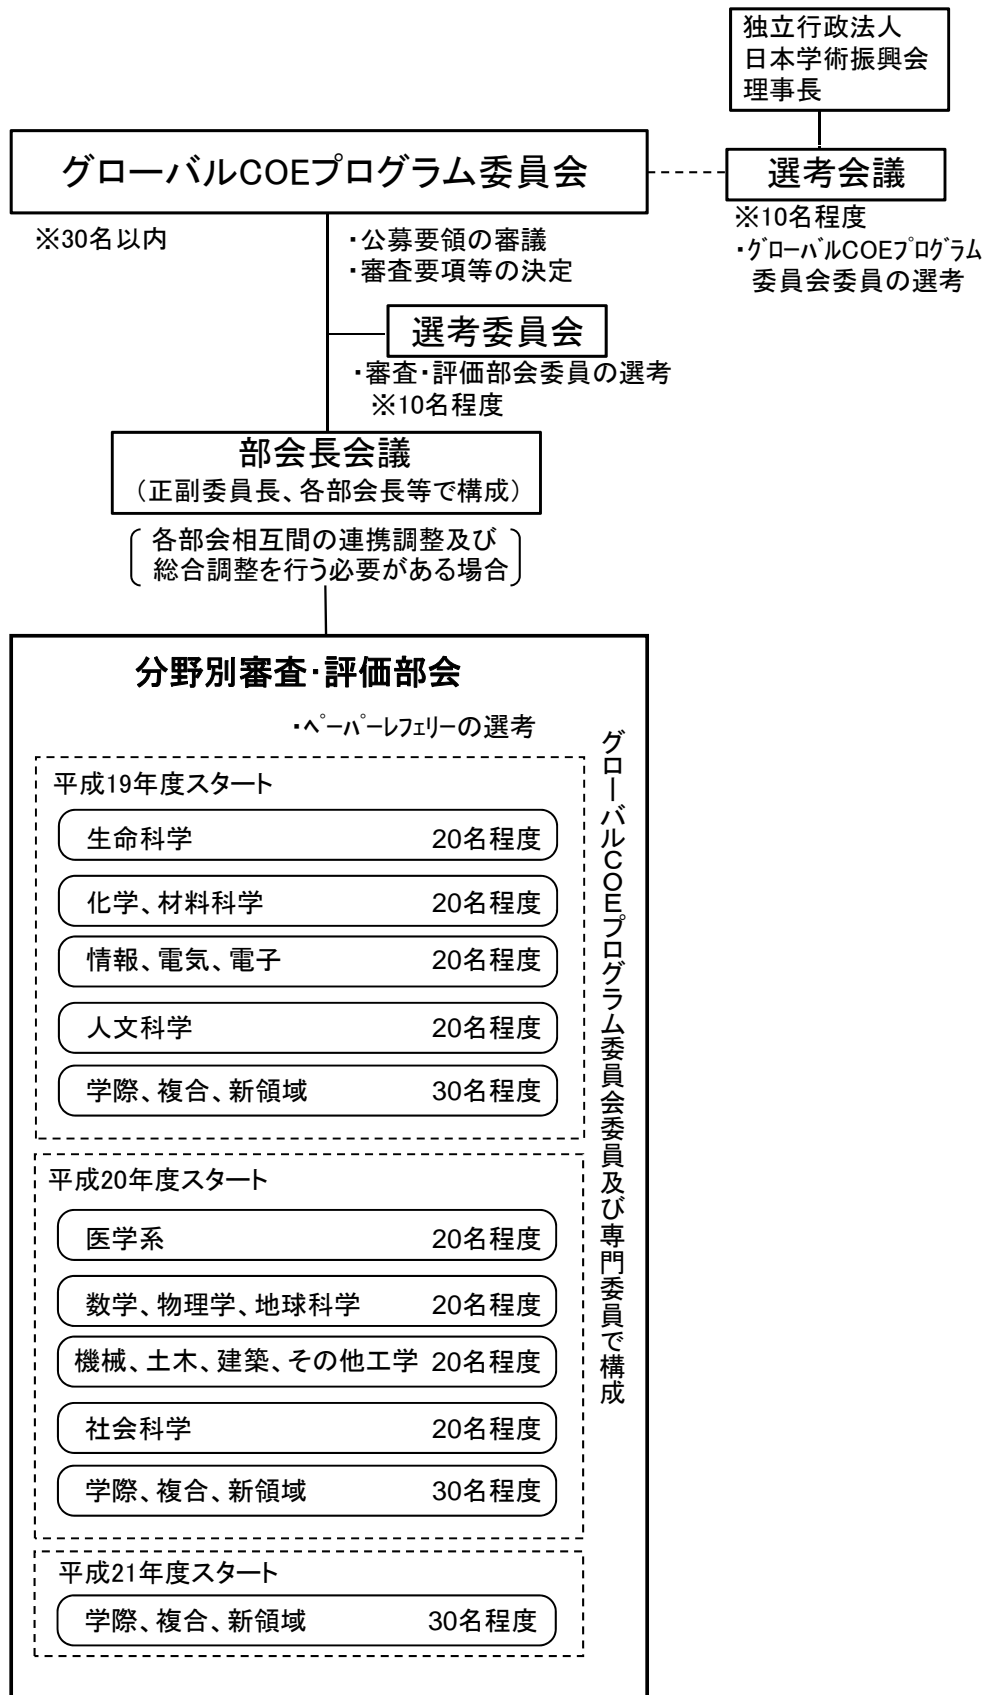 独立行政法人
日本学術振興会
理事長
グローバルCOEプログラム委員会
選考会議
※30名以内
・公募要領の審議
・審査要項等の決定
※10名程度
・ｸﾞﾛｰﾊﾞﾙCOEﾌﾟﾛｸﾞﾗﾑ
委員会委員の選考
選考委員会
・審査・評価部会委員の選考
※10名程度
部会長会議
（正副委員長、各部会長等で構成）
各部会相互間の連携調整及び
総合調整を行う必要がある場合
分野別審査・評価部会
・ﾍﾟｰﾊﾟｰﾚﾌｪﾘｰの選考
グローバルCOEプログラム委員会委員及び専門委員で構成
平成19年度スタート
生命科学 20名程度
化学、材料科学 20名程度
情報、電気、電子 20名程度
人文科学 20名程度
学際、複合、新領域 30名程度
平成20年度スタート
医学系 20名程度
数学、物理学、地球科学 20名程度
機械、土木、建築、その他工学 20名程度
社会科学 20名程度
学際、複合、新領域 30名程度
平成21年度スタート
学際、複合、新領域 30名程度